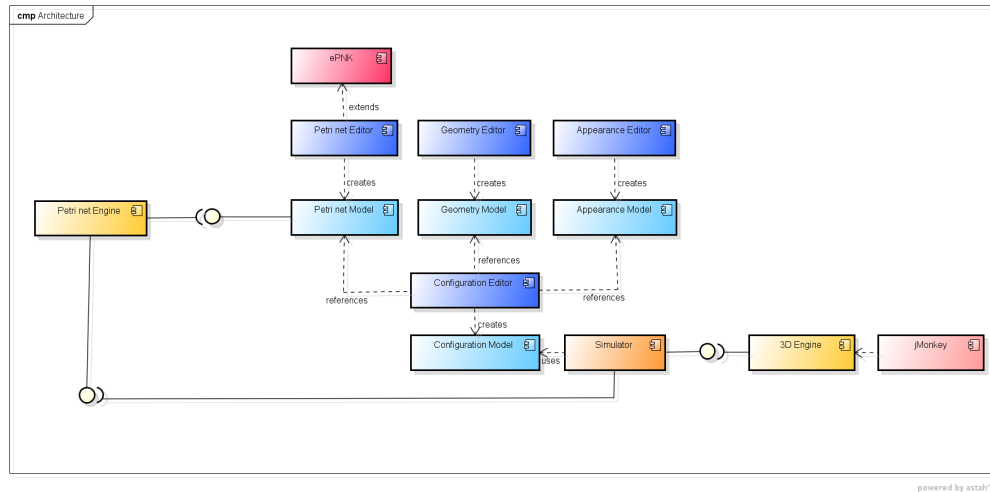 cmp Architecture
ePNK
extends
Petri net Editor
Geometry Editor
Appearance Editor
creates
creates
creates
Petri net Engine
Petri net Model
Geometry Model
Appearance Model
references
references
references
Configuration Editor
creates
Configuration Model
uses
Simulator
3D Engine
jMonkey
powered by astah*